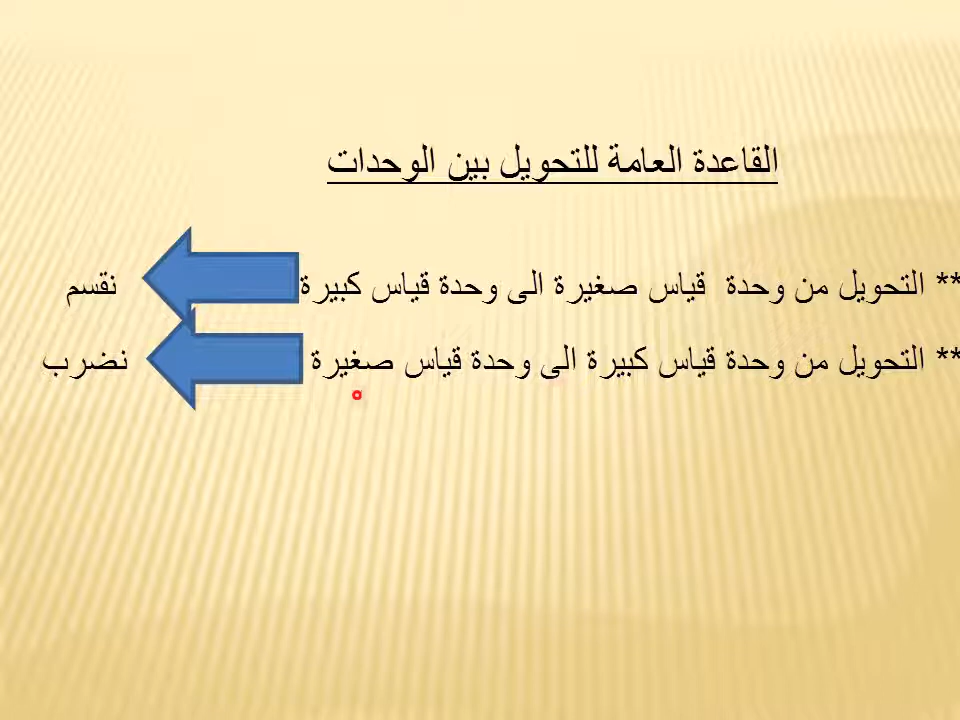 القاعدة العامة للتحويل بين الوحدات
** التحويل من وحدة قياس صغيرة الى وحدة قياس كبيرة نقسم
** التحويل من وحدة قياس كبيرة الى وحدة قياس صغيرة نضرب